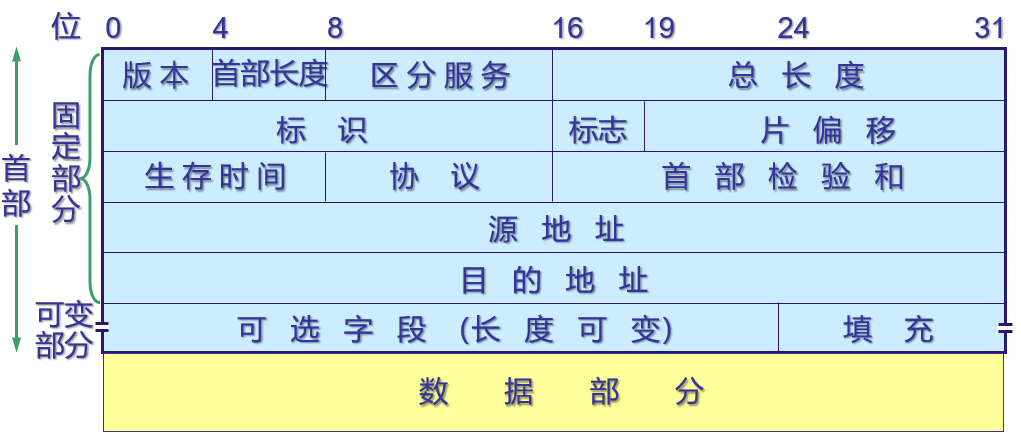 位 0 4 8 16 19 24 31
版本 首部长度 区分服务 总长度
标识 标志 片偏移
生存时间 协议 首部检验和
源地址
目的地址
可选字段 (长度可变) 填充
数据部分
首部
固定部分
可变
部分